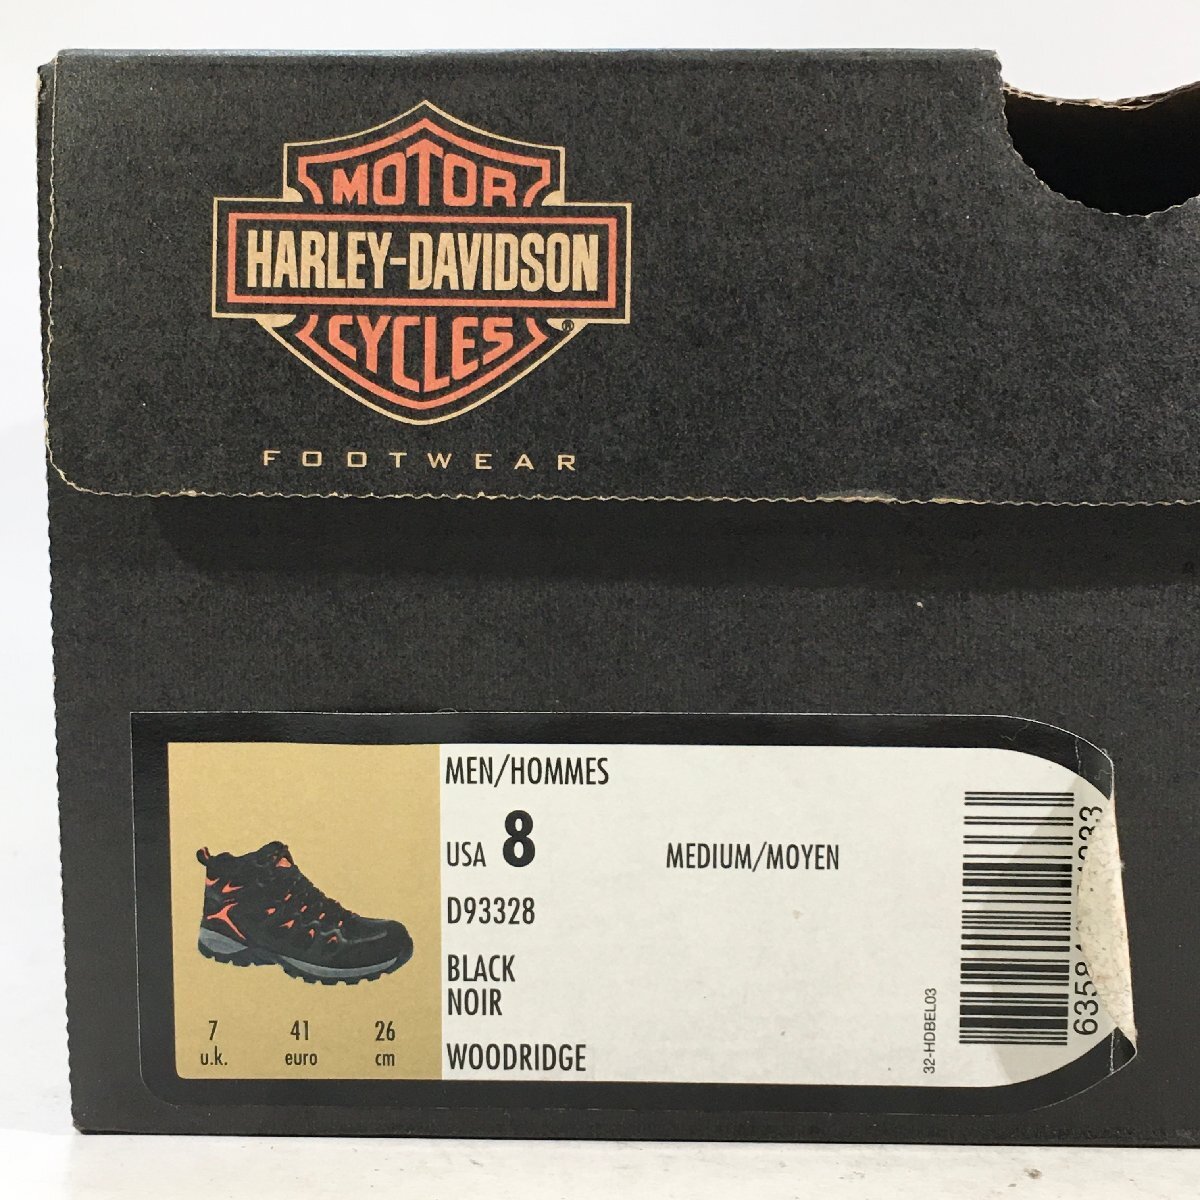 MOTOR
HARLEY-DAVIDSON
CYCLES
®
FOOTWEAR
MEN/HOMMES
USA 8
MEDIUM/MOYEN
D93328
BLACK
NOIR
WOODRIDGE
7 41 26
u.k. euro cm
32-HDBEL03